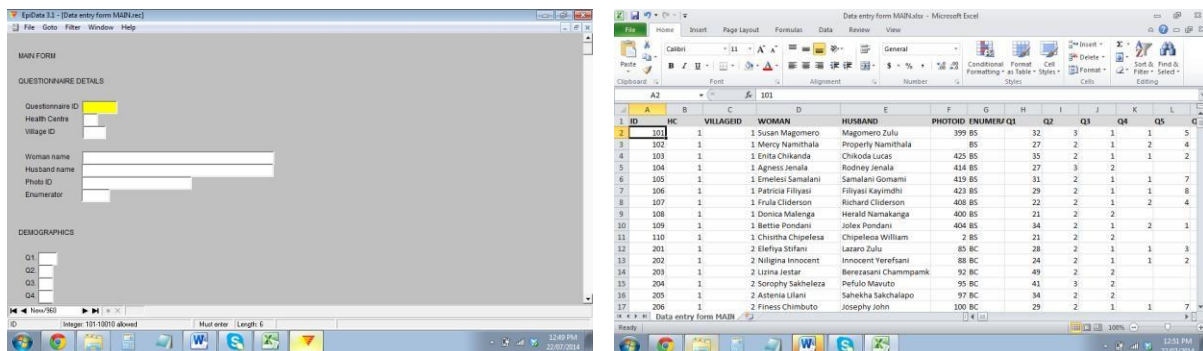 EpiData 3.1 - [Data entry form MAIN.rec]
File Goto Filter Window Help
MAIN FORM
QUESTIONNAIRE DETAILS
Questionnaire ID
Health Centre
Village ID
Woman name
Husband name
Photo ID
Enumerator
DEMOGRAPHICS
Q1
Q2
Q3
Q4
New/960
ID Integer: 101-10010 allowed Must enter Length: 6
12:49 PM
22/07/2014
Data entry form MAIN.xlsx - Microsoft Excel
File Home Insert Page Layout Formulas Data Review View
Calibri 11 General Insert
Paste Conditional Format Cell Delete Sort & Find &
Formatting as Table Styles Format Filter Select
Clipboard Font Alignment Number Styles Cells Editing
A2 fx 101
A B C D E F G H I J K L
1 ID HC VILLAGEID WOMAN HUSBAND PHOTOID ENUMERA Q1 Q2 Q3 Q4 Q5
2 101 1 1 Susan Magomero Magomero Zulu 399 BS 32 3 1 1 5
3 102 1 1 Mercy Namithala Properly Namithala BS 27 2 1 2 4
4 103 1 1 Enita Chikanda Chikoda Lucas 425 BS 35 2 1 1 2
5 104 1 1 Agness Jenala Rodney Jenala 414 BS 27 3 2
6 105 1 1 Emelesi Samalani Samalani Gomami 419 BS 31 2 1 1 7
7 106 1 1 Patricia Filiyasi Filiyasi Kayimdhi 423 BS 29 2 1 1 8
8 107 1 1 Frula Cliderson Richard Cliderson 408 BS 22 2 1 2 4
9 108 1 1 Donica Malenga Herald Namakanga 400 BS 21 2 2
10 109 1 1 Bettie Pondani Jolex Pondani 404 BS 34 2 1 2 1
11 110 1 1 Chisitha Chipelesa Chipeleoa William 2 BS 21 2 2
12 201 1 2 Elefiya Stifani Lazaro Zulu 85 BC 28 2 1 1 3
13 202 1 2 Niligina Innocent Innocent Yerefsani 88 BC 24 2 1 1 2
14 203 1 2 Lizina Jestar Berezasani Chammpamk 92 BC 49 2 2
15 204 1 2 Sorophy Sakheleza Pefulo Mavuto 95 BC 41 3 2
16 205 1 2 Astenia Lilani Sahekha Sakchalapo 97 BC 34 2 2
17 206 1 2 Finess Chimbuto Josephy John 100 BC 29 2 1 1 7
Data entry form MAIN
Ready 100%
12:51 PM
22/07/2014